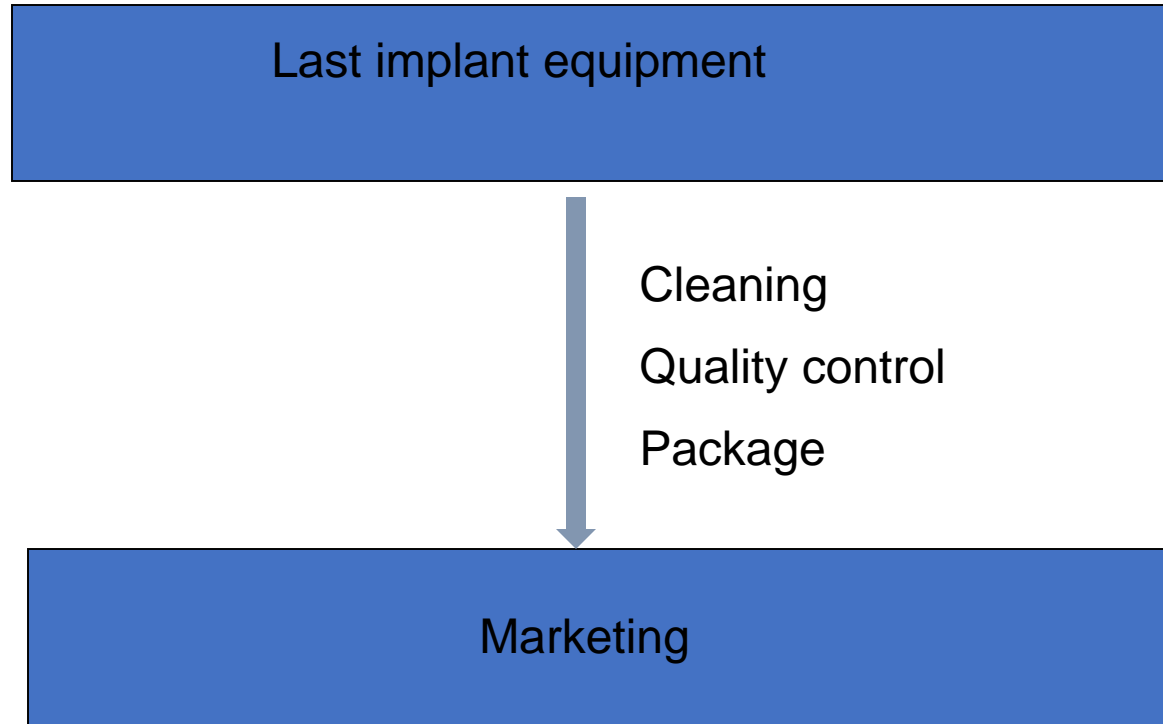 Last implant equipment
Cleaning
Quality control
Package
Marketing